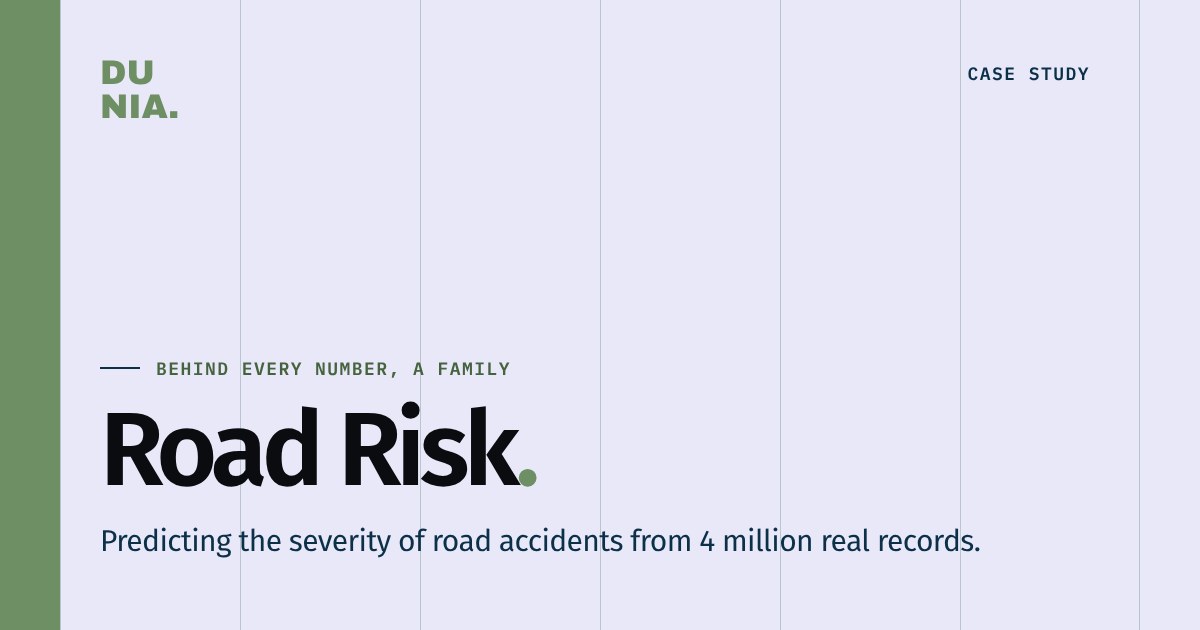 DU
NIA.
CASE STUDY
BEHIND EVERY NUMBER, A FAMILY
Road Risk.
Predicting the severity of road accidents from 4 million real records.